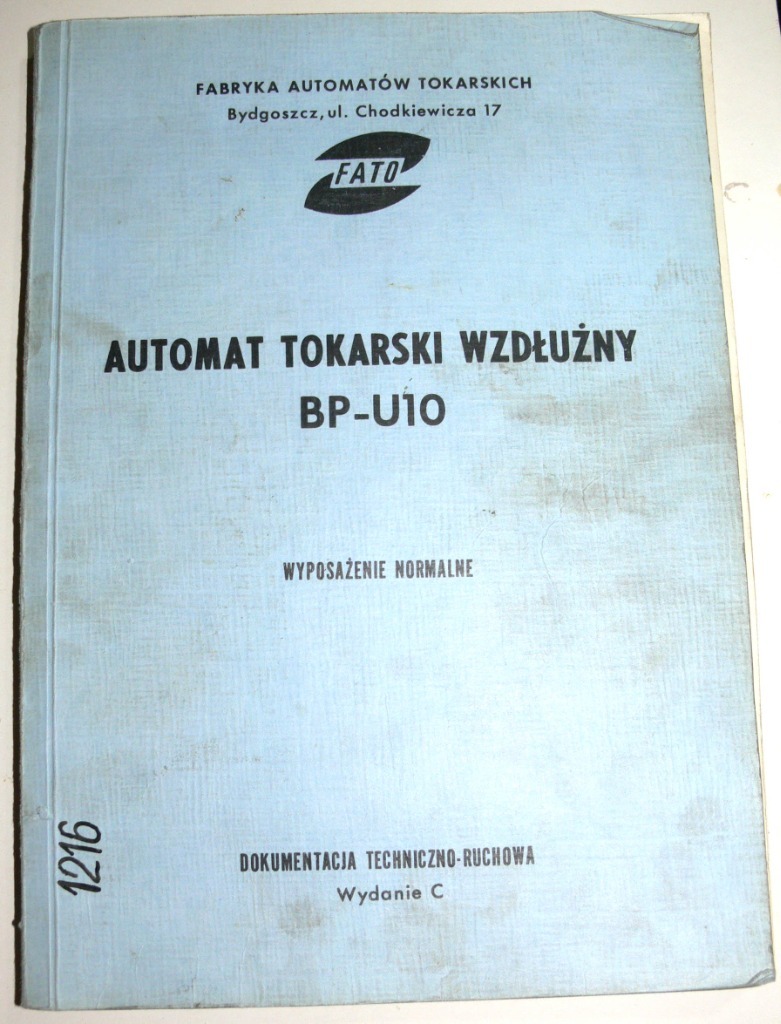 FABRYKA AUTOMATÓW TOKARSKICH
Bydgoszcz, ul. Chodkiewicza 17
FATO
AUTOMAT TOKARSKI WZDŁUŻNY
BP-U10
WYPOSAŻENIE NORMALNE
DOKUMENTACJA TECHNICZNO-RUCHOWA
Wydanie C
1216